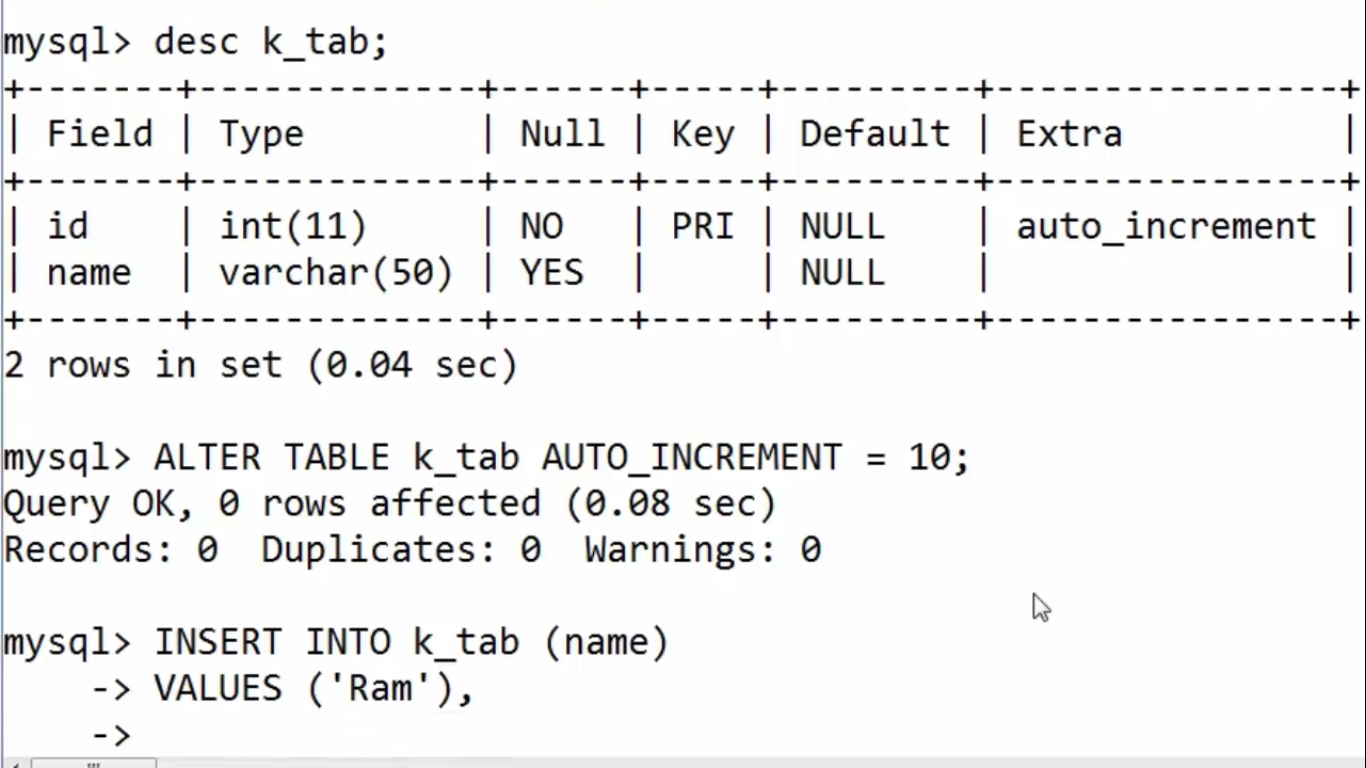 mysql> desc k_tab;
+-------+-------------+------+-----+---------+----------------+
| Field | Type        | Null | Key | Default | Extra          |
+-------+-------------+------+-----+---------+----------------+
| id    | int(11)     | NO   | PRI | NULL    | auto_increment |
| name  | varchar(50) | YES  |     | NULL    |                |
+-------+-------------+------+-----+---------+----------------+
2 rows in set (0.04 sec)
mysql> ALTER TABLE k_tab AUTO_INCREMENT = 10;
Query OK, 0 rows affected (0.08 sec)
Records: 0  Duplicates: 0  Warnings: 0
mysql> INSERT INTO k_tab (name)
    -> VALUES ('Ram'),
    ->